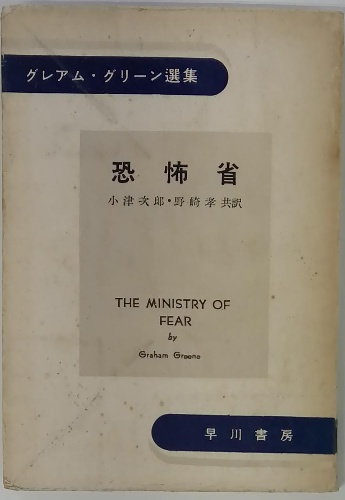 グレアム・グリーン選集
恐怖省
小津次郎・野崎孝共訳
THE MINISTRY OF
FEAR
by
Graham Greene
早川書房